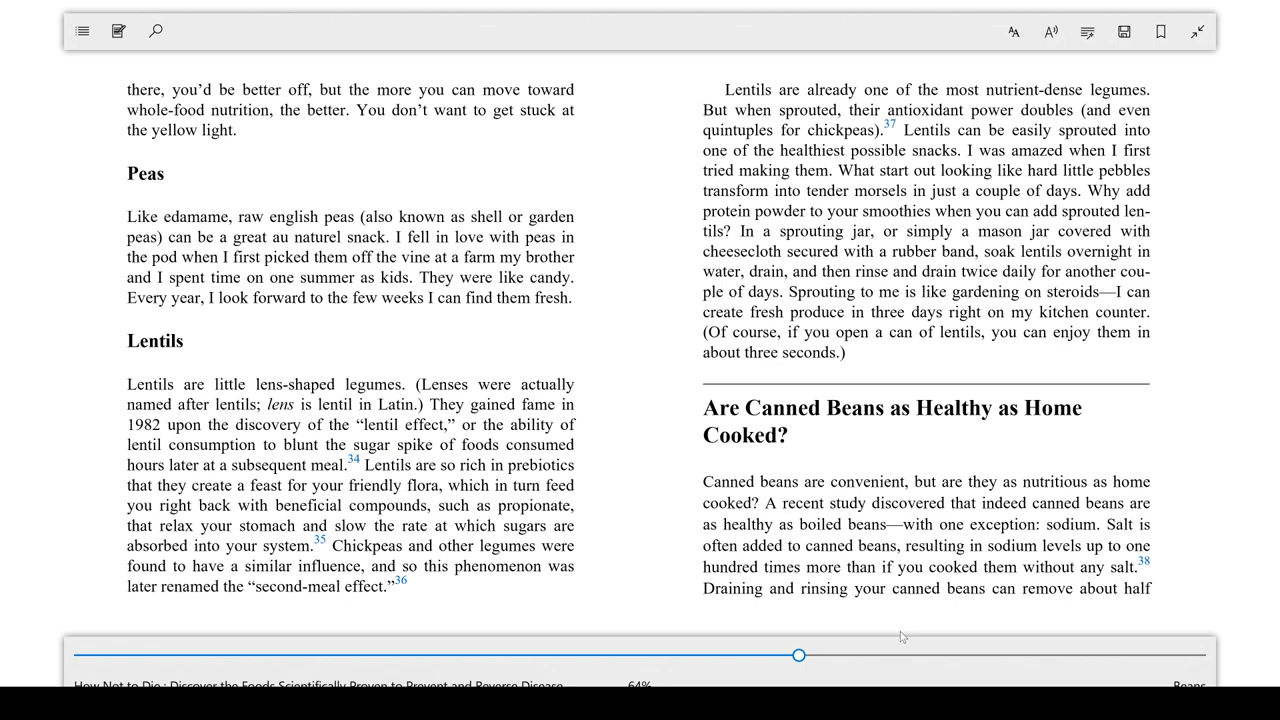 there, you’d be better off, but the more you can move toward
whole-food nutrition, the better. You don’t want to get stuck at
the yellow light.
Peas
Like edamame, raw english peas (also known as shell or garden
peas) can be a great au naturel snack. I fell in love with peas in
the pod when I first picked them off the vine at a farm my brother
and I spent time on one summer as kids. They were like candy.
Every year, I look forward to the few weeks I can find them fresh.
Lentils
Lentils are little lens-shaped legumes. (Lenses were actually
named after lentils; lens is lentil in Latin.) They gained fame in
1982 upon the discovery of the “lentil effect,” or the ability of
lentil consumption to blunt the sugar spike of foods consumed
hours later at a subsequent meal.34 Lentils are so rich in prebiotics
that they create a feast for your friendly flora, which in turn feed
you right back with beneficial compounds, such as propionate,
that relax your stomach and slow the rate at which sugars are
absorbed into your system.35 Chickpeas and other legumes were
found to have a similar influence, and so this phenomenon was
later renamed the “second-meal effect.”36
Lentils are already one of the most nutrient-dense legumes.
But when sprouted, their antioxidant power doubles (and even
quintuples for chickpeas).37 Lentils can be easily sprouted into
one of the healthiest possible snacks. I was amazed when I first
tried making them. What start out looking like hard little pebbles
transform into tender morsels in just a couple of days. Why add
protein powder to your smoothies when you can add sprouted len-
tils? In a sprouting jar, or simply a mason jar covered with
cheesecloth secured with a rubber band, soak lentils overnight in
water, drain, and then rinse and drain twice daily for another cou-
ple of days. Sprouting to me is like gardening on steroids—I can
create fresh produce in three days right on my kitchen counter.
(Of course, if you open a can of lentils, you can enjoy them in
about three seconds.)
Are Canned Beans as Healthy as Home
Cooked?
Canned beans are convenient, but are they as nutritious as home
cooked? A recent study discovered that indeed canned beans are
as healthy as boiled beans—with one exception: sodium. Salt is
often added to canned beans, resulting in sodium levels up to one
hundred times more than if you cooked them without any salt.38
Draining and rinsing your canned beans can remove about half
How Not to Die : Discover the Foods Scientifically Proven to Prevent and Reverse Disease
64%
Beans